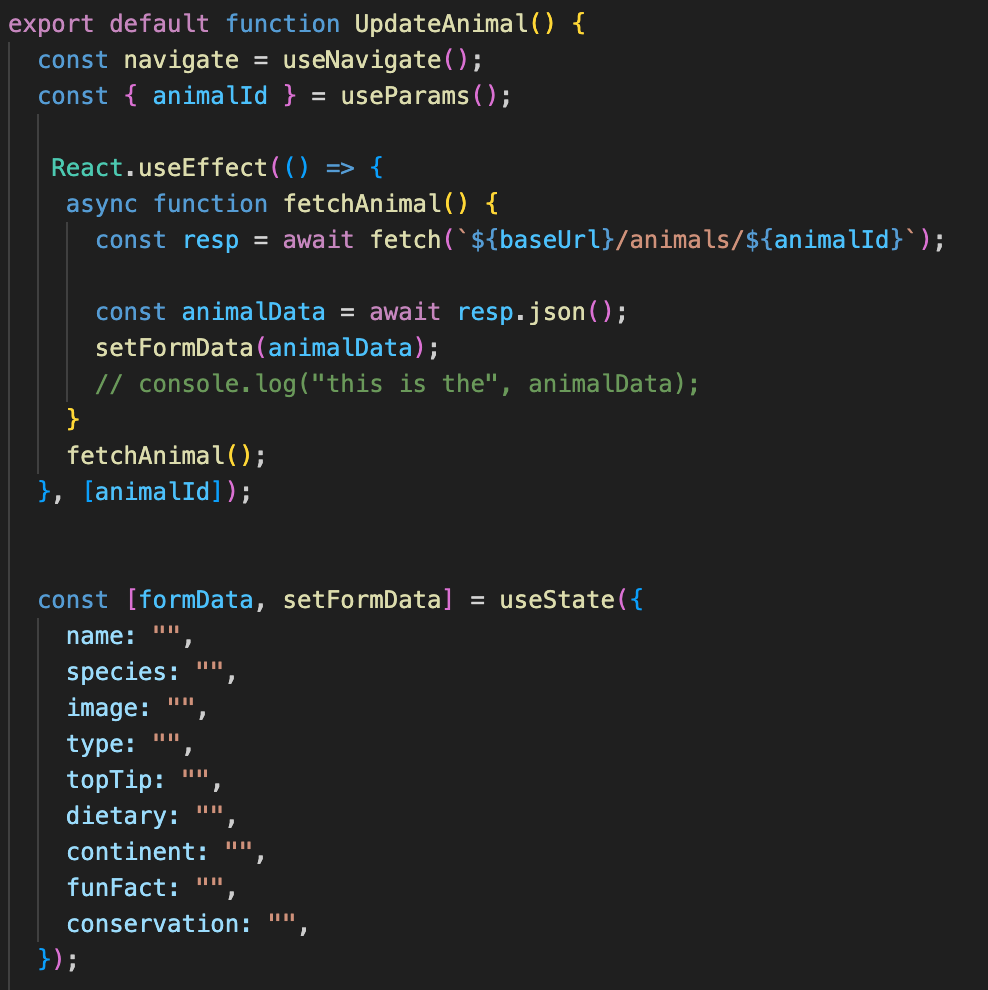 export default function UpdateAnimal() {
  const navigate = useNavigate();
  const { animalId } = useParams();

   React.useEffect(() => {
    async function fetchAnimal() {
      const resp = await fetch(`${baseUrl}/animals/${animalId}`);

      const animalData = await resp.json();
      setFormData(animalData);
      // console.log("this is the", animalData);
    }
    fetchAnimal();
  }, [animalId]);


  const [formData, setFormData] = useState({
    name: "",
    species: "",
    image: "",
    type: "",
    topTip: "",
    dietary: "",
    continent: "",
    funFact: "",
    conservation: "",
  });